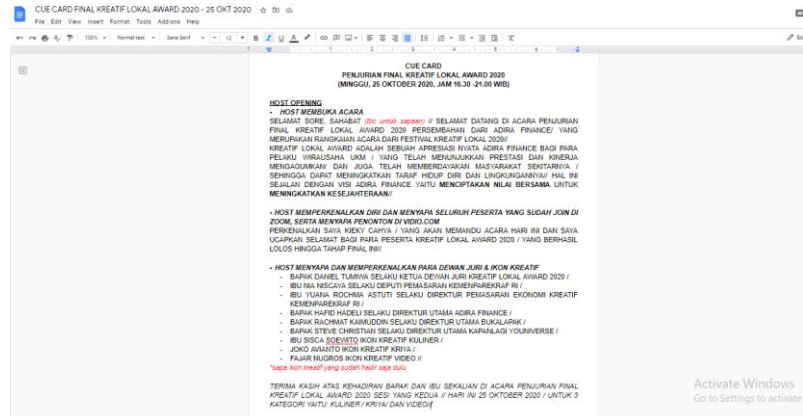 CUE CARD FINAL KREATIF LOKAL AWARD 2020 - 25 OKT 2020
File Edit View Insert Format Tools Add-ons Help
100% Normal text Sans Serif 12
CUE CARD
PENJURIAN FINAL KREATIF LOKAL AWARD 2020
(MINGGU, 25 OKTOBER 2020, JAM 16.30 -21.00 WIB)
HOST OPENING
- HOST MEMBUKA ACARA
SELAMAT SORE, SAHABAT (tbc untuk sapaan) // SELAMAT DATANG DI ACARA PENJURIAN
FINAL KREATIF LOKAL AWARD 2020 PERSEMBAHAN DARI ADIRA FINANCE/ YANG
MERUPAKAN RANGKAIAN ACARA DARI FESTIVAL KREATIF LOKAL 2020//
KREATIF LOKAL AWARD ADALAH SEBUAH APRESIASI NYATA ADIRA FINANCE BAGI PARA
PELAKU WIRAUSAHA UKM / YANG TELAH MENUNJUKKAN PRESTASI DAN KINERJA
MENGAGUMKAN/ DAN JUGA TELAH MEMBERDAYAKAN MASYARAKAT SEKITARNYA /
SEHINGGA DAPAT MENINGKATKAN TARAF HIDUP DIRI DAN LINGKUNGANNYA// HAL INI
SEJALAN DENGAN VISI ADIRA FINANCE YAITU MENCIPTAKAN NILAI BERSAMA UNTUK
MENINGKATKAN KESEJAHTERAAN//
- HOST MEMPERKENALKAN DIRI DAN MENYAPA SELURUH PESERTA YANG SUDAH JOIN DI
ZOOM, SERTA MENYAPA PENONTON DI VIDIO.COM
PERKENALKAN SAYA KIEKY CAHYA / YANG AKAN MEMANDU ACARA HARI INI DAN SAYA
UCAPKAN SELAMAT BAGI PARA PESERTA KREATIF LOKAL AWARD 2020 / YANG BERHASIL
LOLOS HINGGA TAHAP FINAL INI//
- HOST MENYAPA DAN MEMPERKENALKAN PARA DEWAN JURI & IKON KREATIF
- BAPAK DANIEL TUMIWA SELAKU KETUA DEWAN JURI KREATIF LOKAL AWARD 2020 /
- IBU NIA NISCAYA SELAKU DEPUTI PEMASARAN KEMENPAREKRAF RI /
- IBU YUANA ROCHMA ASTUTI SELAKU DIREKTUR PEMASARAN EKONOMI KREATIF
KEMENPAREKRAF RI /
- BAPAK HAFID HADELI SELAKU DIREKTUR UTAMA ADIRA FINANCE /
- BAPAK RACHMAT KAIMUDDIN SELAKU DIREKTUR UTAMA BUKALAPAK /
- BAPAK STEVE CHRISTIAN SELAKU DIREKTUR UTAMA KAPANLAGI YOUNIVERSE /
- IBU SISCA SOEWITO IKON KREATIF KULINER /
- JOKO AVIANTO IKON KREATIF KRIYA /
- FAJAR NUGROS IKON KREATIF VIDEO //
*sapa ikon kreatif yang sudah hadir saja dulu
TERIMA KASIH ATAS KEHADIRAN BAPAK DAN IBU SEKALIAN DI ACARA PENJURIAN FINAL
KREATIF LOKAL AWARD 2020 SESI YANG KEDUA // HARI INI 25 OKTOBER 2020 / UNTUK 3
KATEGORI YAITU: KULINER / KRIYA/ DAN VIDEO//
Activate Windows
Go to Settings to activate